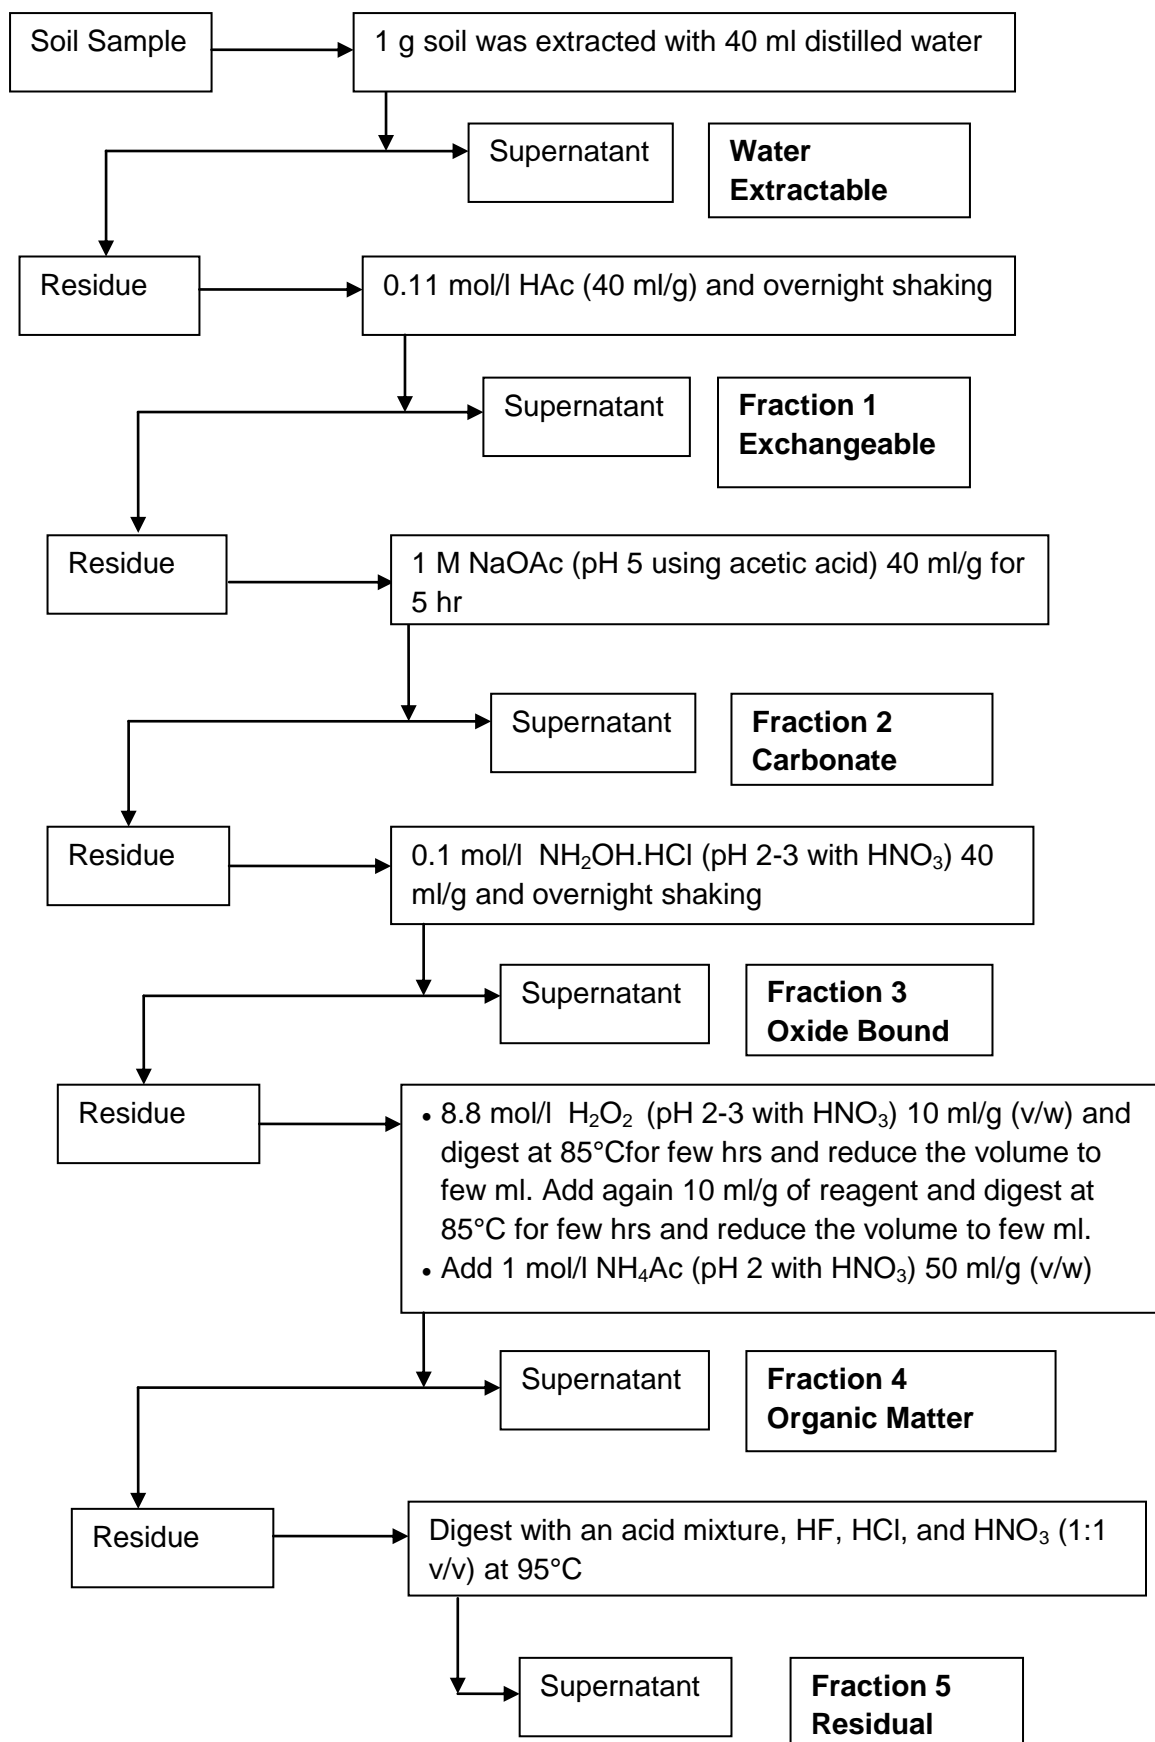 Soil Sample
1 g soil was extracted with 40 ml distilled water
Supernatant
Water
Extractable
Residue
0.11 mol/l HAc (40 ml/g) and overnight shaking
Supernatant
Fraction 1
Exchangeable
Residue
1 M NaOAc (pH 5 using acetic acid) 40 ml/g for
5 hr
Supernatant
Fraction 2
Carbonate
Residue
0.1 mol/l  NH₂OH.HCl (pH 2-3 with HNO₃) 40
ml/g and overnight shaking
Supernatant
Fraction 3
Oxide Bound
Residue
• 8.8 mol/l  H₂O₂  (pH 2-3 with HNO₃) 10 ml/g (v/w) and
digest at 85°Cfor few hrs and reduce the volume to
few ml. Add again 10 ml/g of reagent and digest at
85°C for few hrs and reduce the volume to few ml.
• Add 1 mol/l NH₄Ac (pH 2 with HNO₃) 50 ml/g (v/w)
Supernatant
Fraction 4
Organic Matter
Residue
Digest with an acid mixture, HF, HCl, and HNO₃ (1:1
v/v) at 95°C
Supernatant
Fraction 5
Residual